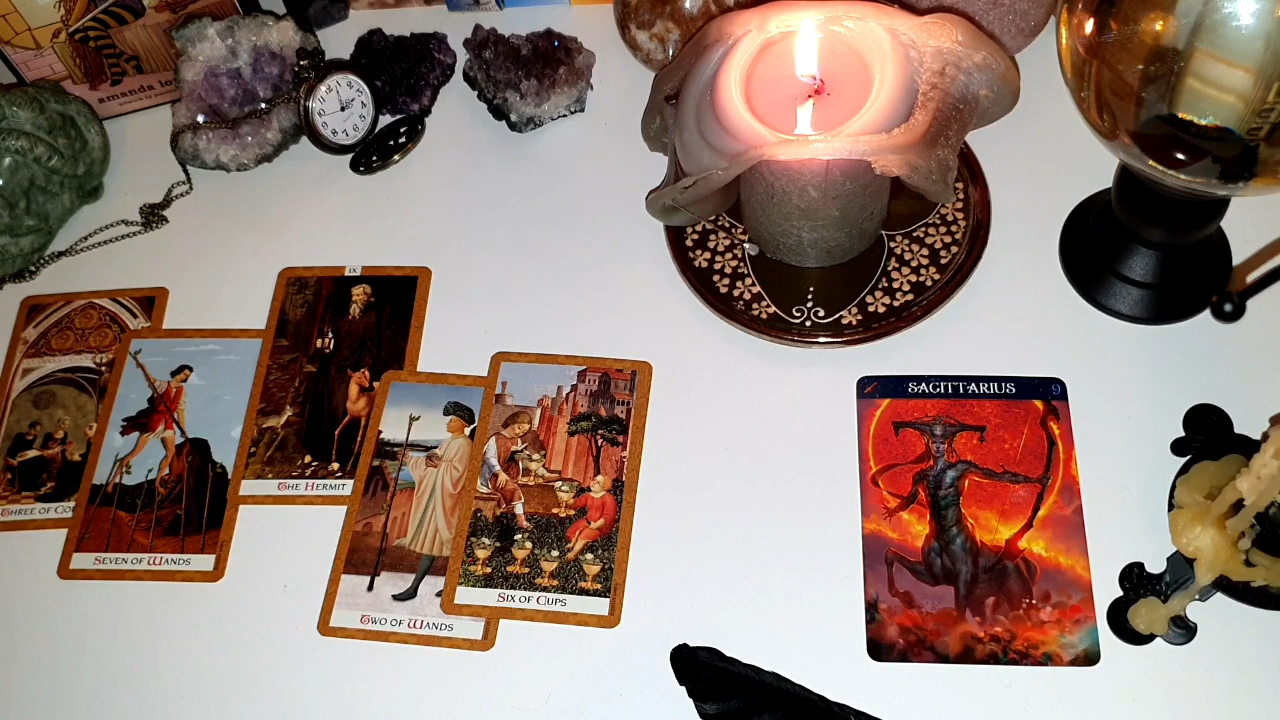 amanda lo
IX
THE HERMIT
THREE OF CO
SEVEN OF WANDS
TWO OF WANDS
SIX OF CUPS
SAGITTARIUS 9